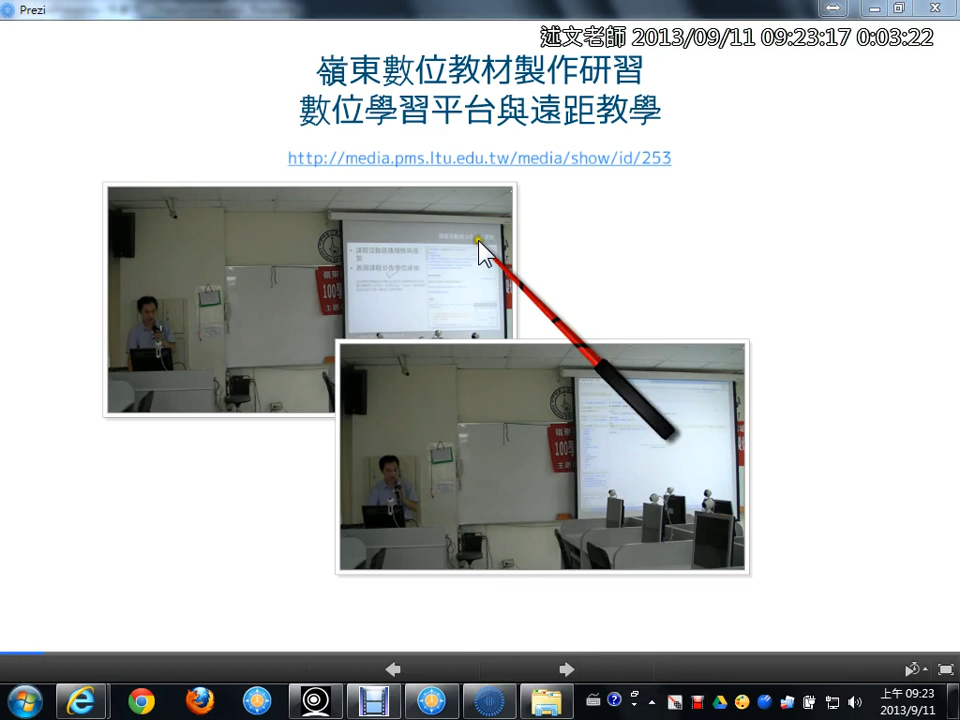 Prezi
述文老師 2013/09/11 09:23:17 0:03:22
嶺東數位教材製作研習
數位學習平台與遠距教學
http://media.pms.ltu.edu.tw/media/show/id/253
上午 09:23
2013/9/11